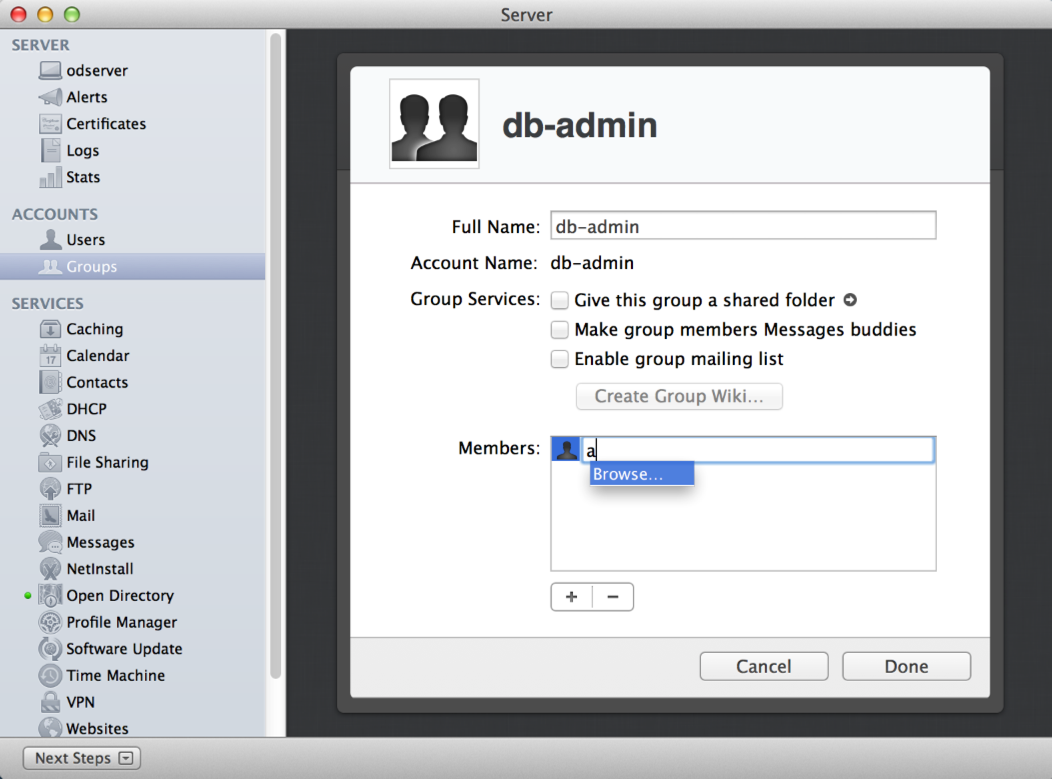 Server
SERVER
odserver
Alerts
Certificates
Logs
Stats
ACCOUNTS
Users
Groups
SERVICES
Caching
17
Calendar
Contacts
DHCP
DNS
File Sharing
FTP
Mail
Messages
NetInstall
Open Directory
Profile Manager
Software Update
Time Machine
VPN
Websites
Next Steps
db-admin
Full Name: db-admin
Account Name: db-admin
Group Services: Give this group a shared folder
Make group members Messages buddies
Enable group mailing list
Create Group Wiki...
Members: a
Browse...
+ −
Cancel Done